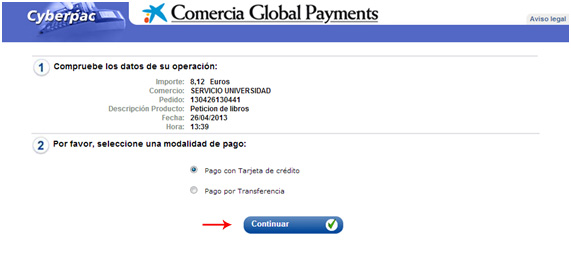 Cyberpac
Comercia Global Payments
Aviso legal
1 Compruebe los datos de su operación:
Importe: 8,12 Euros
Comercio: SERVICIO UNIVERSIDAD
Pedido: 130426130441
Descripción Producto: Peticion de libros
Fecha: 26/04/2013
Hora: 13:39
2 Por favor, seleccione una modalidad de pago:
Pago con Tarjeta de crédito
Pago por Transferencia
Continuar